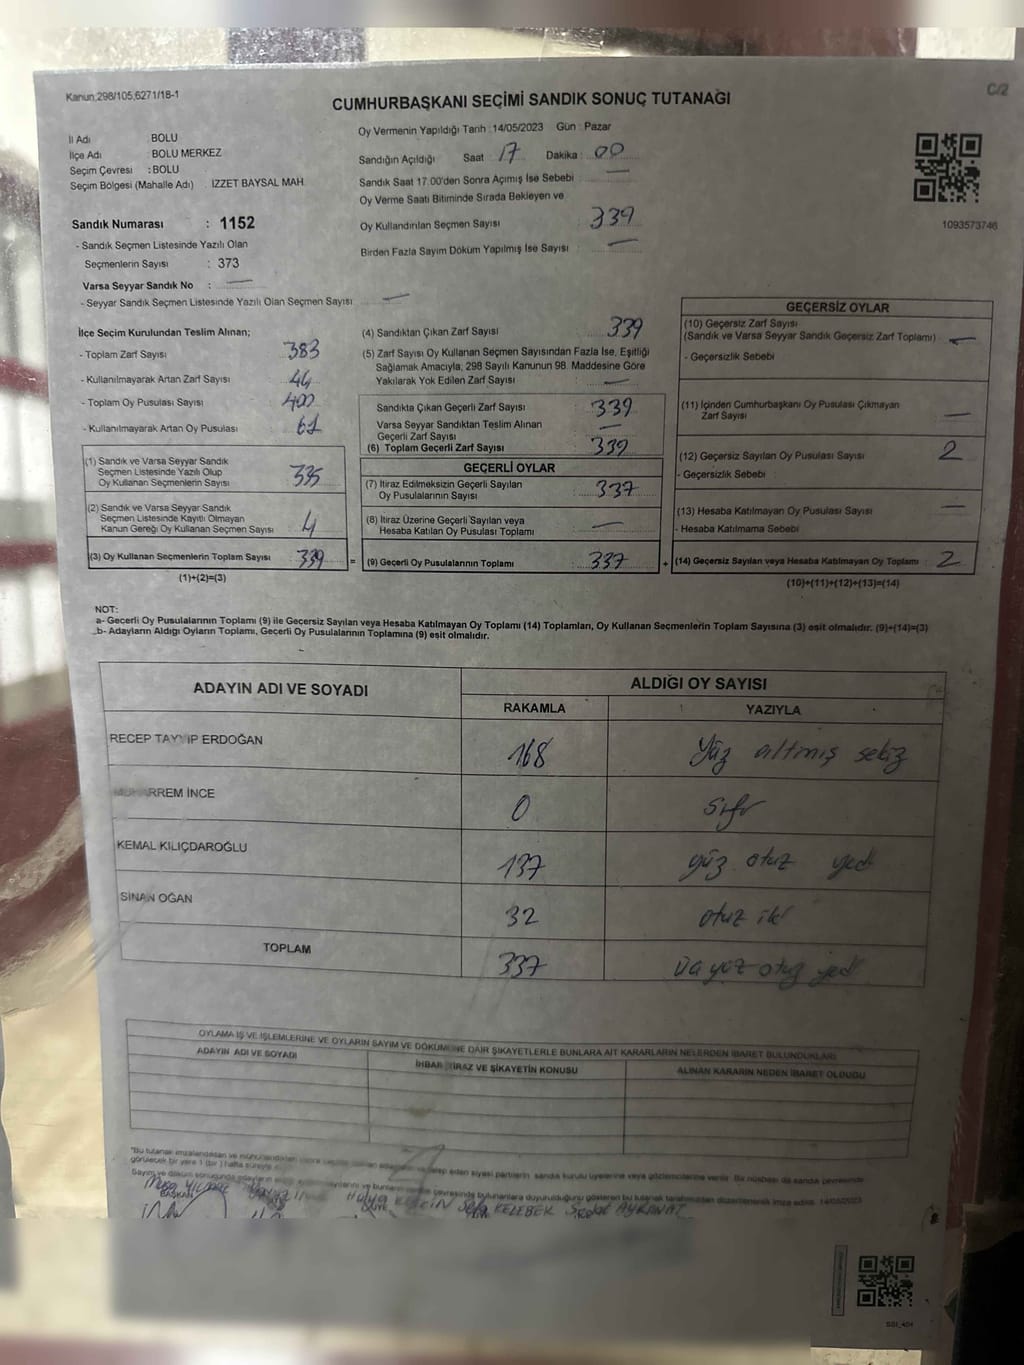 Kanun:298/105,6271/18-1
C/2
CUMHURBAŞKANI SEÇİMİ SANDIK SONUÇ TUTANAĞI
İl Adı : BOLU
İlçe Adı : BOLU MERKEZ
Seçim Çevresi : BOLU
Seçim Bölgesi (Mahalle Adı) : İZZET BAYSAL MAH.
Oy Vermenin Yapıldığı Tarih :14/05/2023 Gün : Pazar
Sandığın Açıldığı Saat : 17 Dakika : 00
Sandık Saat 17:00'den Sonra Açımış İse Sebebi : —
Oy Verme Saati Bitiminde Sırada Bekleyen ve
Oy Kullandırılan Seçmen Sayısı : 339
Birden Fazla Sayım Döküm Yapılmış İse Sayısı : —
1093573746
Sandık Numarası : 1152
- Sandık Seçmen Listesinde Yazılı Olan
Seçmenlerin Sayısı : 373
Varsa Seyyar Sandık No : —
- Seyyar Sandık Seçmen Listesinde Yazılı Olan Seçmen Sayısı : —
İlçe Seçim Kurulundan Teslim Alınan;
- Toplam Zarf Sayısı : 383
- Kullanılmayarak Artan Zarf Sayısı : 44
- Toplam Oy Pusulası Sayısı : 400
- Kullanılmayarak Artan Oy Pusulası : 61
(1) Sandık ve Varsa Seyyar Sandık
Seçmen Listesinde Yazılı Olup
Oy Kullanan Seçmenlerin Sayısı : 335
(2) Sandık ve Varsa Seyyar Sandık
Seçmen Listesinde Kayıtlı Olmayan
Kanun Gereği Oy Kullanan Seçmen Sayısı : 4
(3) Oy Kullanan Seçmenlerin Toplam Sayısı : 339
(1)+(2)=(3)
(4) Sandıktan Çıkan Zarf Sayısı : 339
(5) Zarf Sayısı Oy Kullanan Seçmen Sayısından Fazla İse, Eşitliği
Sağlamak Amacıyla, 298 Sayılı Kanunun 98. Maddesine Göre
Yakılarak Yok Edilen Zarf Sayısı : —
Sandıkta Çıkan Geçerli Zarf Sayısı : 339
Varsa Seyyar Sandıktan Teslim Alınan
Geçerli Zarf Sayısı : —
(6) Toplam Geçerli Zarf Sayısı : 339
GEÇERLİ OYLAR
(7) İtiraz Edilmeksizin Geçerli Sayılan
Oy Pusulalarının Sayısı : 337
(8) İtiraz Üzerine Geçerli Sayılan veya
Hesaba Katılan Oy Pusulası Toplamı : —
= (9) Geçerli Oy Pusulalarının Toplamı : 337
GEÇERSİZ OYLAR
(10) Geçersiz Zarf Sayısı
(Sandık ve Varsa Seyyar Sandık Geçersiz Zarf Toplamı) : —
- Geçersizlik Sebebi :
(11) İçinden Cumhurbaşkanı Oy Pusulası Çıkmayan
Zarf Sayısı : —
(12) Geçersiz Sayılan Oy Pusulası Sayısı : 2
- Geçersizlik Sebebi :
(13) Hesaba Katılmayan Oy Pusulası Sayısı : —
- Hesaba Katılmama Sebebi
+ (14) Geçersiz Sayılan veya Hesaba Katılmayan Oy Toplamı : 2
(10)+(11)+(12)+(13)=(14)
NOT:
a- Geçerli Oy Pusulalarının Toplamı (9) ile Geçersiz Sayılan veya Hesaba Katılmayan Oy Toplamı (14) Toplamları, Oy Kullanan Seçmenlerin Toplam Sayısına (3) eşit olmalıdır. (9)+(14)=(3)
b- Adayların Aldığı Oyların Toplamı, Geçerli Oy Pusulalarının Toplamına (9) eşit olmalıdır.
ADAYIN ADI VE SOYADI ALDIĞI OY SAYISI
RAKAMLA YAZIYLA
RECEP TAYYİP ERDOĞAN 168 Yüz altmış sekiz
MUHARREM İNCE 0 Sıfır
KEMAL KILIÇDAROĞLU 137 yüz otuz yedi
SİNAN OĞAN 32 otuz iki
TOPLAM 337 üç yüz otuz yedi
OYLAMA İŞ VE İŞLEMLERİNE VE OYLARIN SAYIM VE DÖKÜMÜNE DAİR ŞİKAYETLERLE BUNLARA AİT KARARLARIN NELERDEN İBARET BULUNDUKLARI
ADAYIN ADI VE SOYADI İHBAR İTİRAZ VE ŞİKAYETİN KONUSU ALINAN KARARIN NEDEN İBARET OLDUĞU
BAŞKAN
KELEBEK Sedat